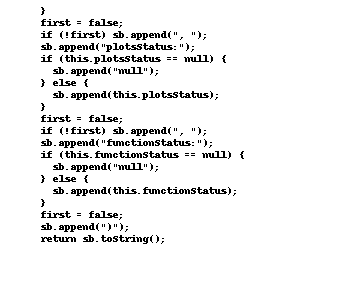 }
first = false;
if (!first) sb.append(", ");
sb.append("plotsStatus:");
if (this.plotsStatus == null) {
sb.append("null");
} else {
sb.append(this.plotsStatus);
}
first = false;
if (!first) sb.append(", ");
sb.append("functionStatus:");
if (this.functionStatus == null) {
sb.append("null");
} else {
sb.append(this.functionStatus);
}
first = false;
sb.append(")");
return sb.toString();